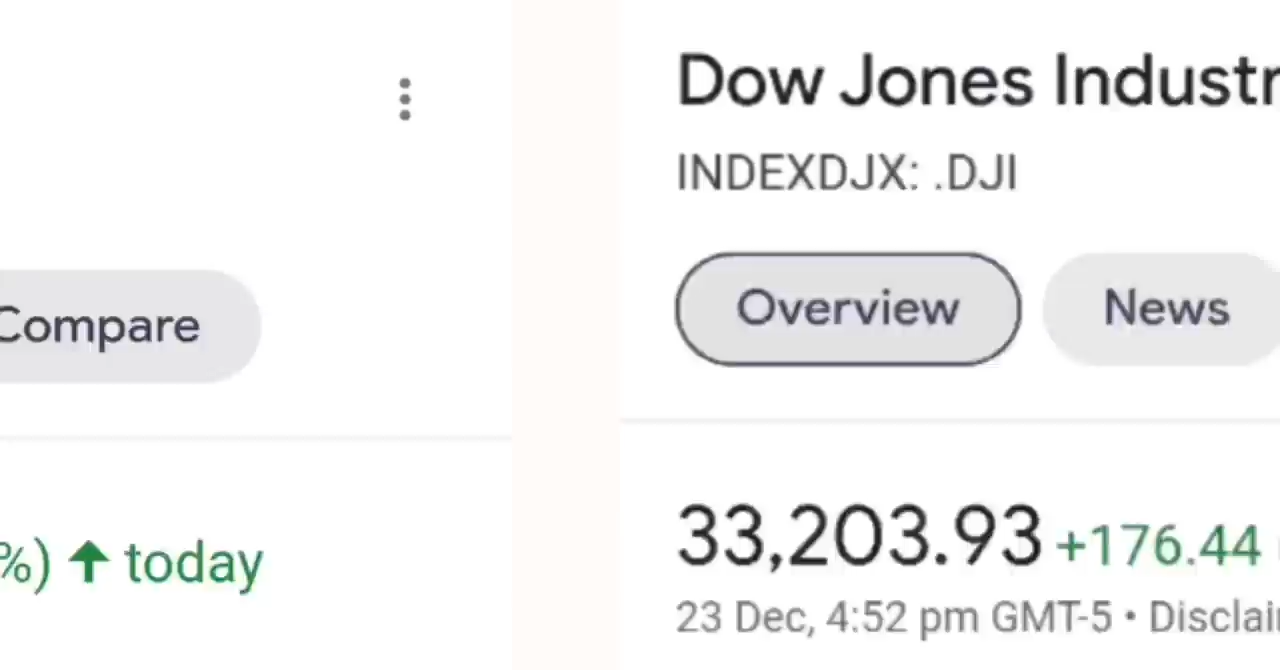 Compare
%) ↑ today
Dow Jones Industr
INDEXDJX: .DJI
Overview News
33,203.93 +176.44
23 Dec, 4:52 pm GMT-5 • Disclai